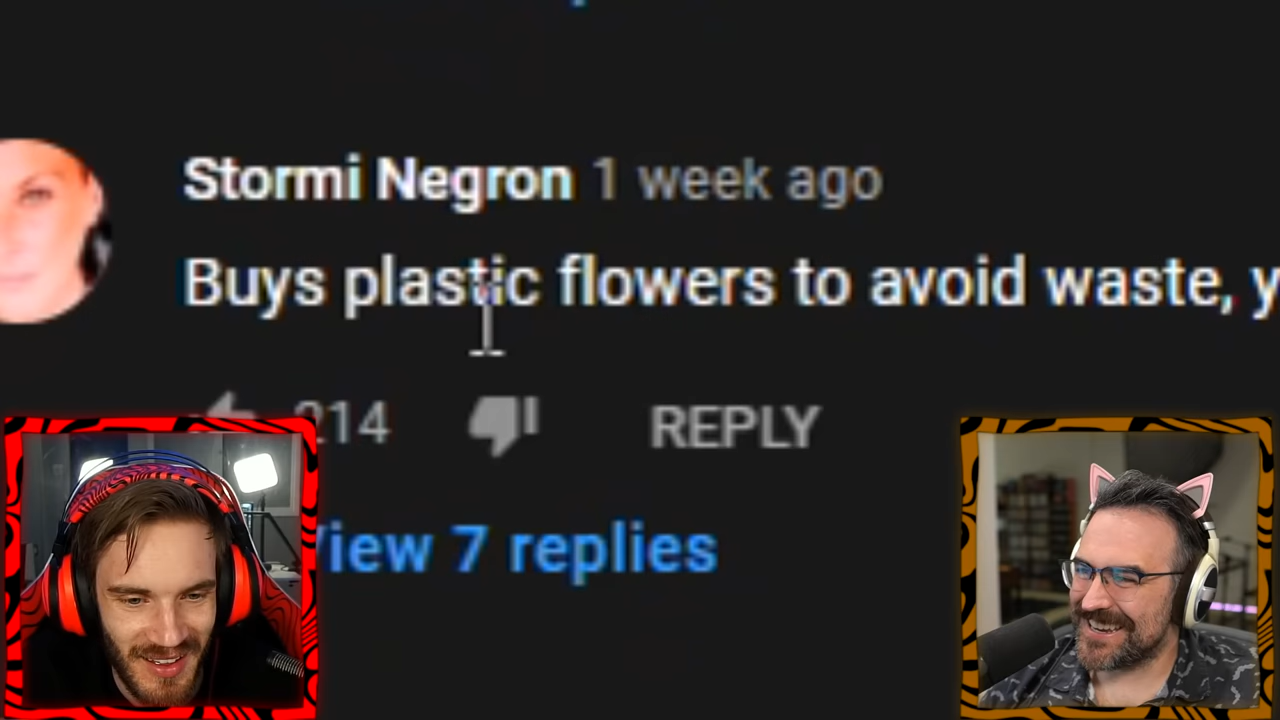 Stormi Negron 1 week ago
Buys plastic flowers to avoid waste, y
214 REPLY
View 7 replies